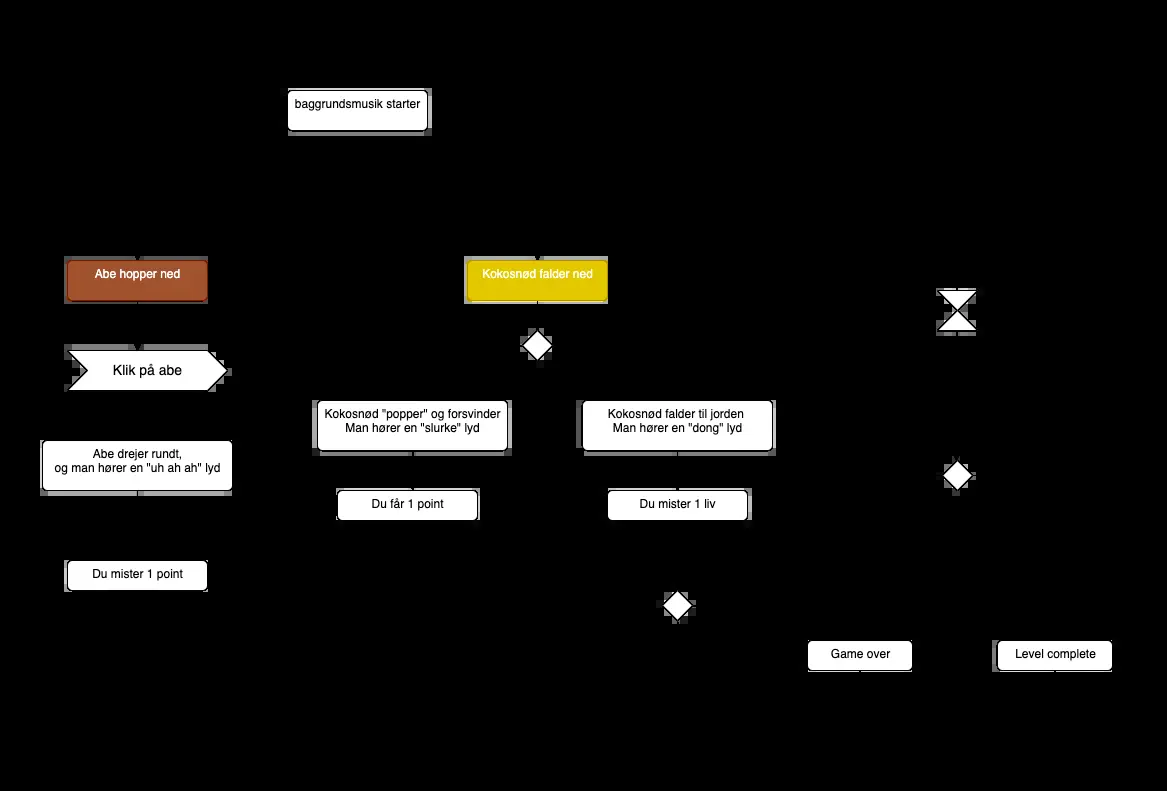 baggrundsmusik starter
Abe hopper ned
Kokosnød falder ned
Klik på abe
Kokosnød "popper" og forsvinder
Man hører en "slurke" lyd
Kokosnød falder til jorden
Man hører en "dong" lyd
Abe drejer rundt,
og man hører en "uh ah ah" lyd
Du får 1 point
Du mister 1 liv
Du mister 1 point
Game over
Level complete